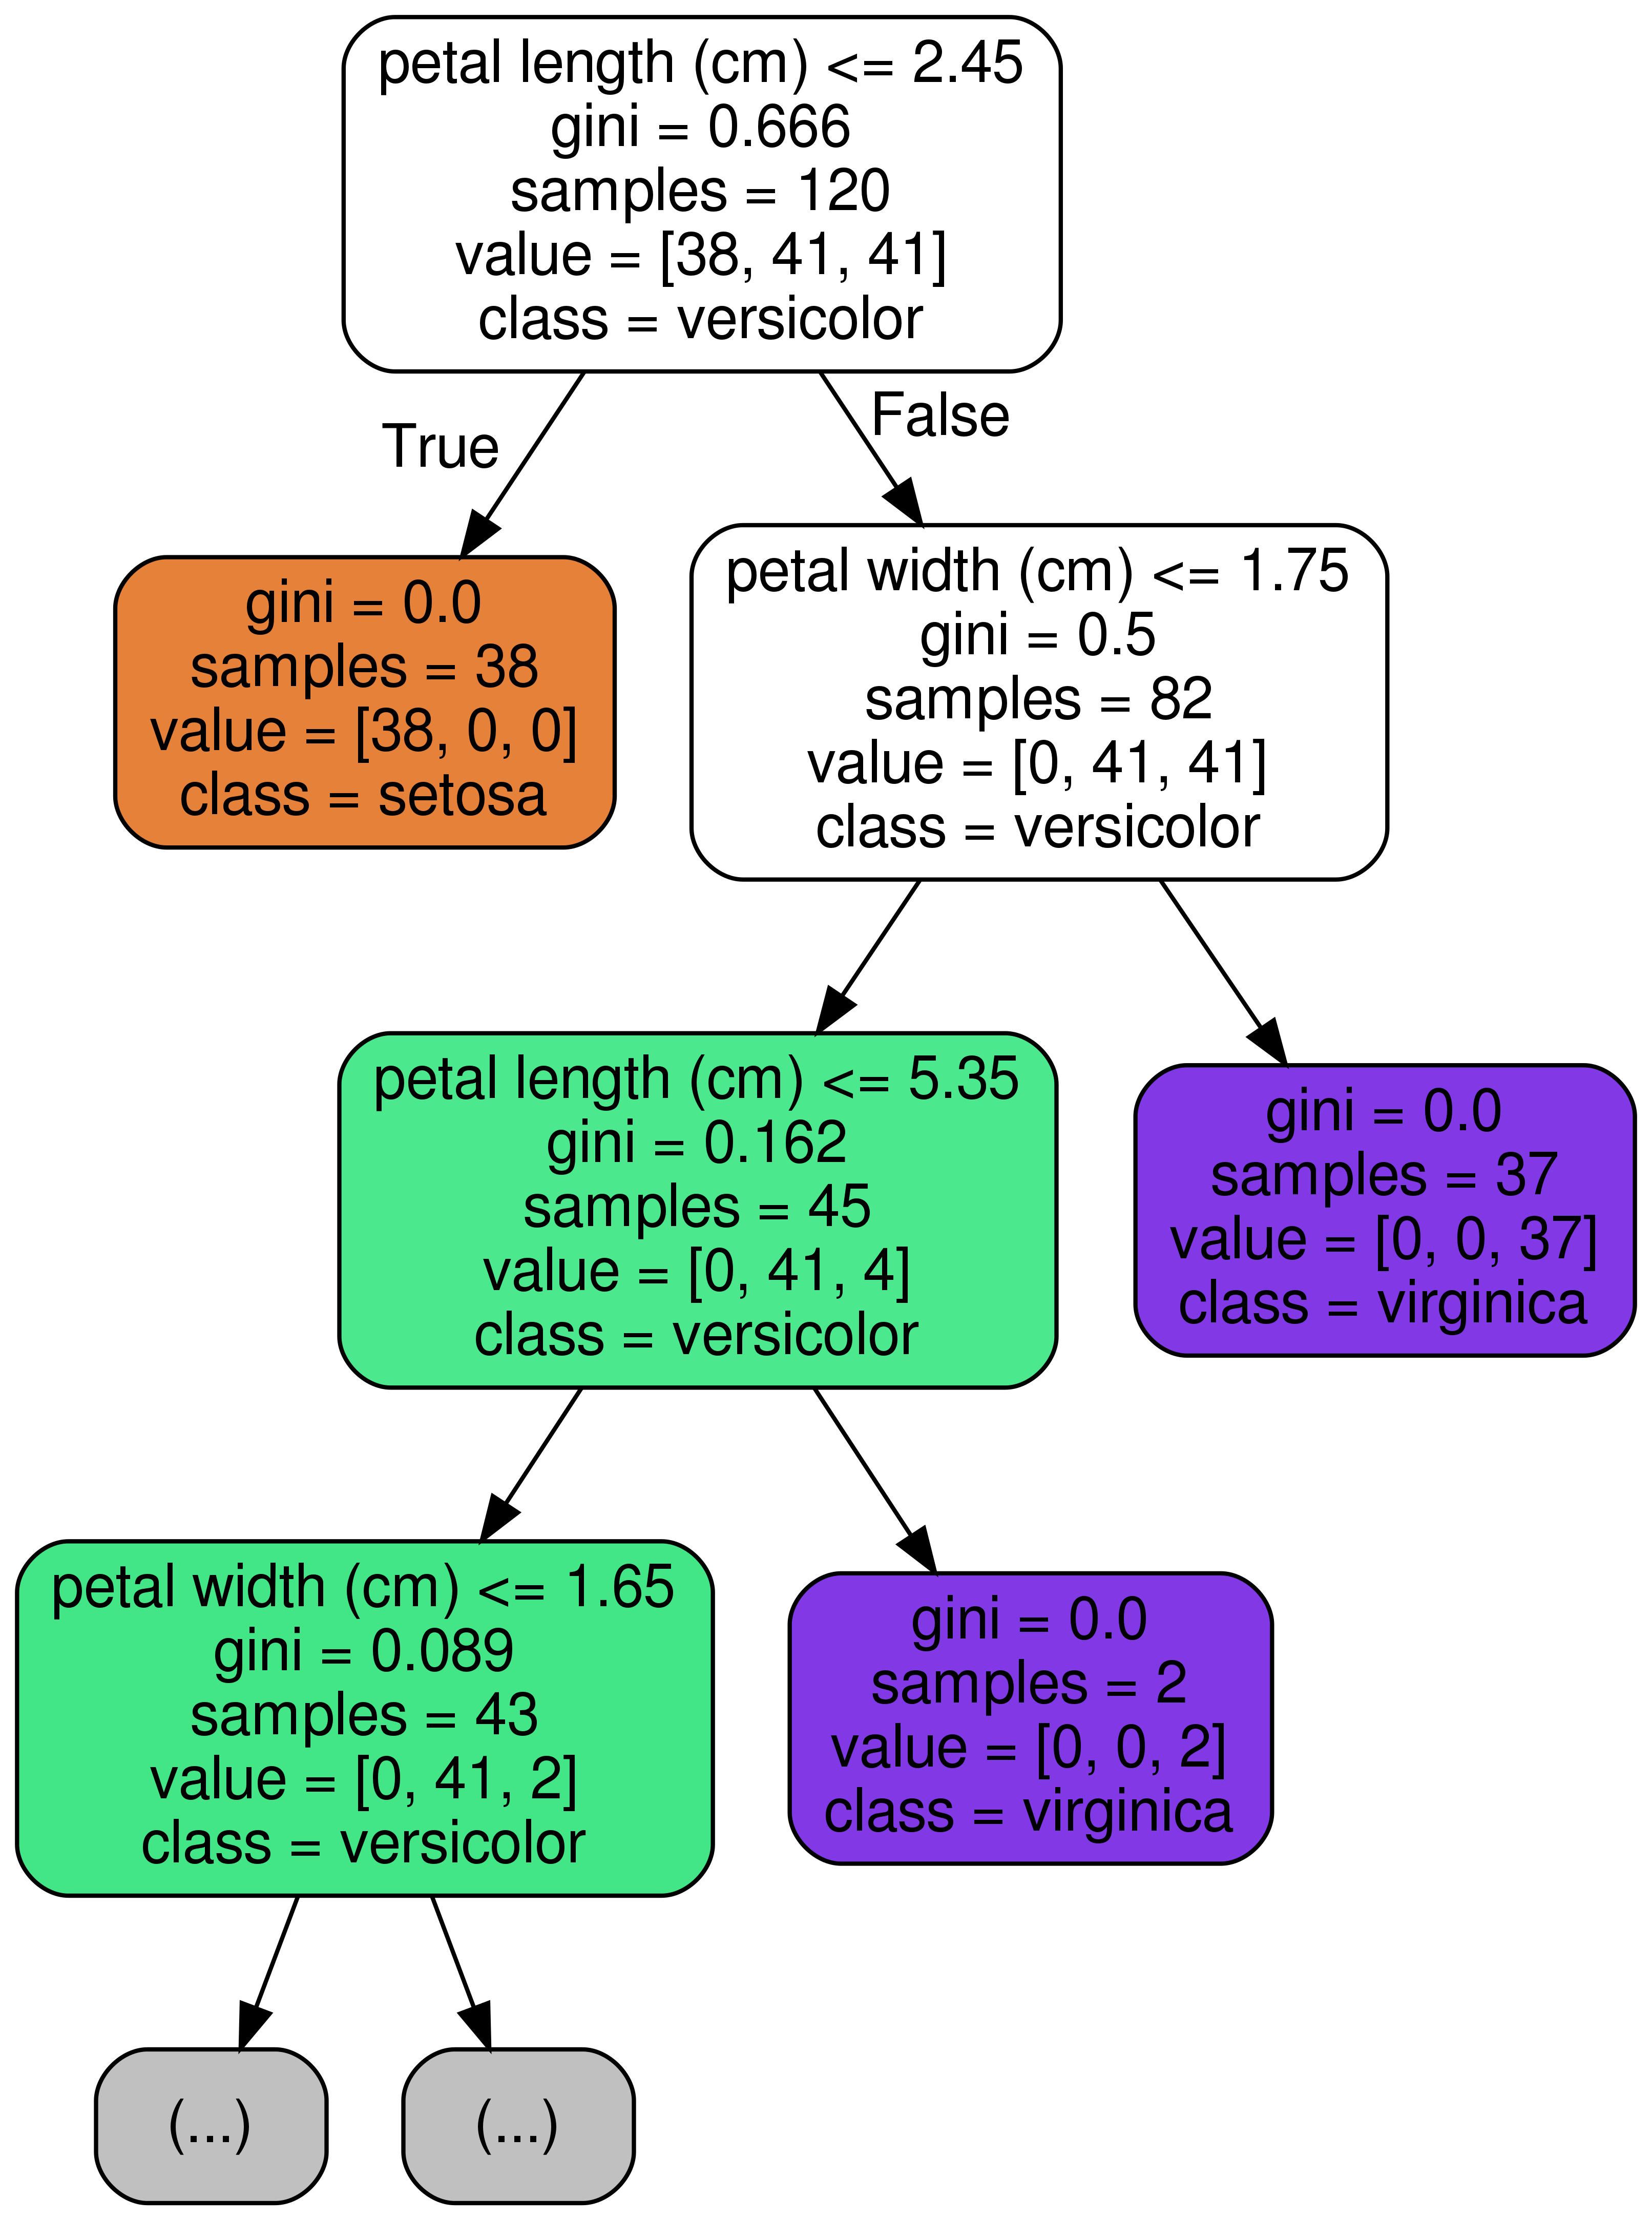 petal length (cm) <= 2.45
gini = 0.666
samples = 120
value = [38, 41, 41]
class = versicolor
True
False
gini = 0.0
samples = 38
value = [38, 0, 0]
class = setosa
petal width (cm) <= 1.75
gini = 0.5
samples = 82
value = [0, 41, 41]
class = versicolor
petal length (cm) <= 5.35
gini = 0.162
samples = 45
value = [0, 41, 4]
class = versicolor
gini = 0.0
samples = 37
value = [0, 0, 37]
class = virginica
petal width (cm) <= 1.65
gini = 0.089
samples = 43
value = [0, 41, 2]
class = versicolor
gini = 0.0
samples = 2
value = [0, 0, 2]
class = virginica
(...)
(...)